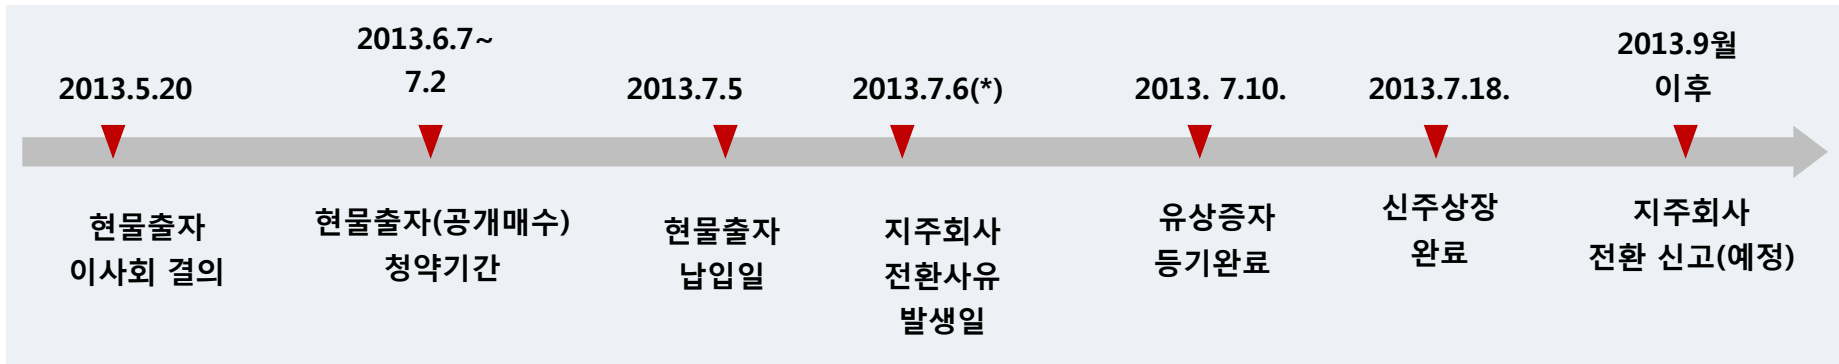 2013.5.20
현물출자
이사회 결의
2013.6.7~
7.2
현물출자(공개매수)
청약기간
2013.7.5
현물출자
납입일
2013.7.6(*)
지주회사
전환사유
발생일
2013. 7.10.
유상증자
등기완료
2013.7.18.
신주상장
완료
2013.9월
이후
지주회사
전환 신고(예정)